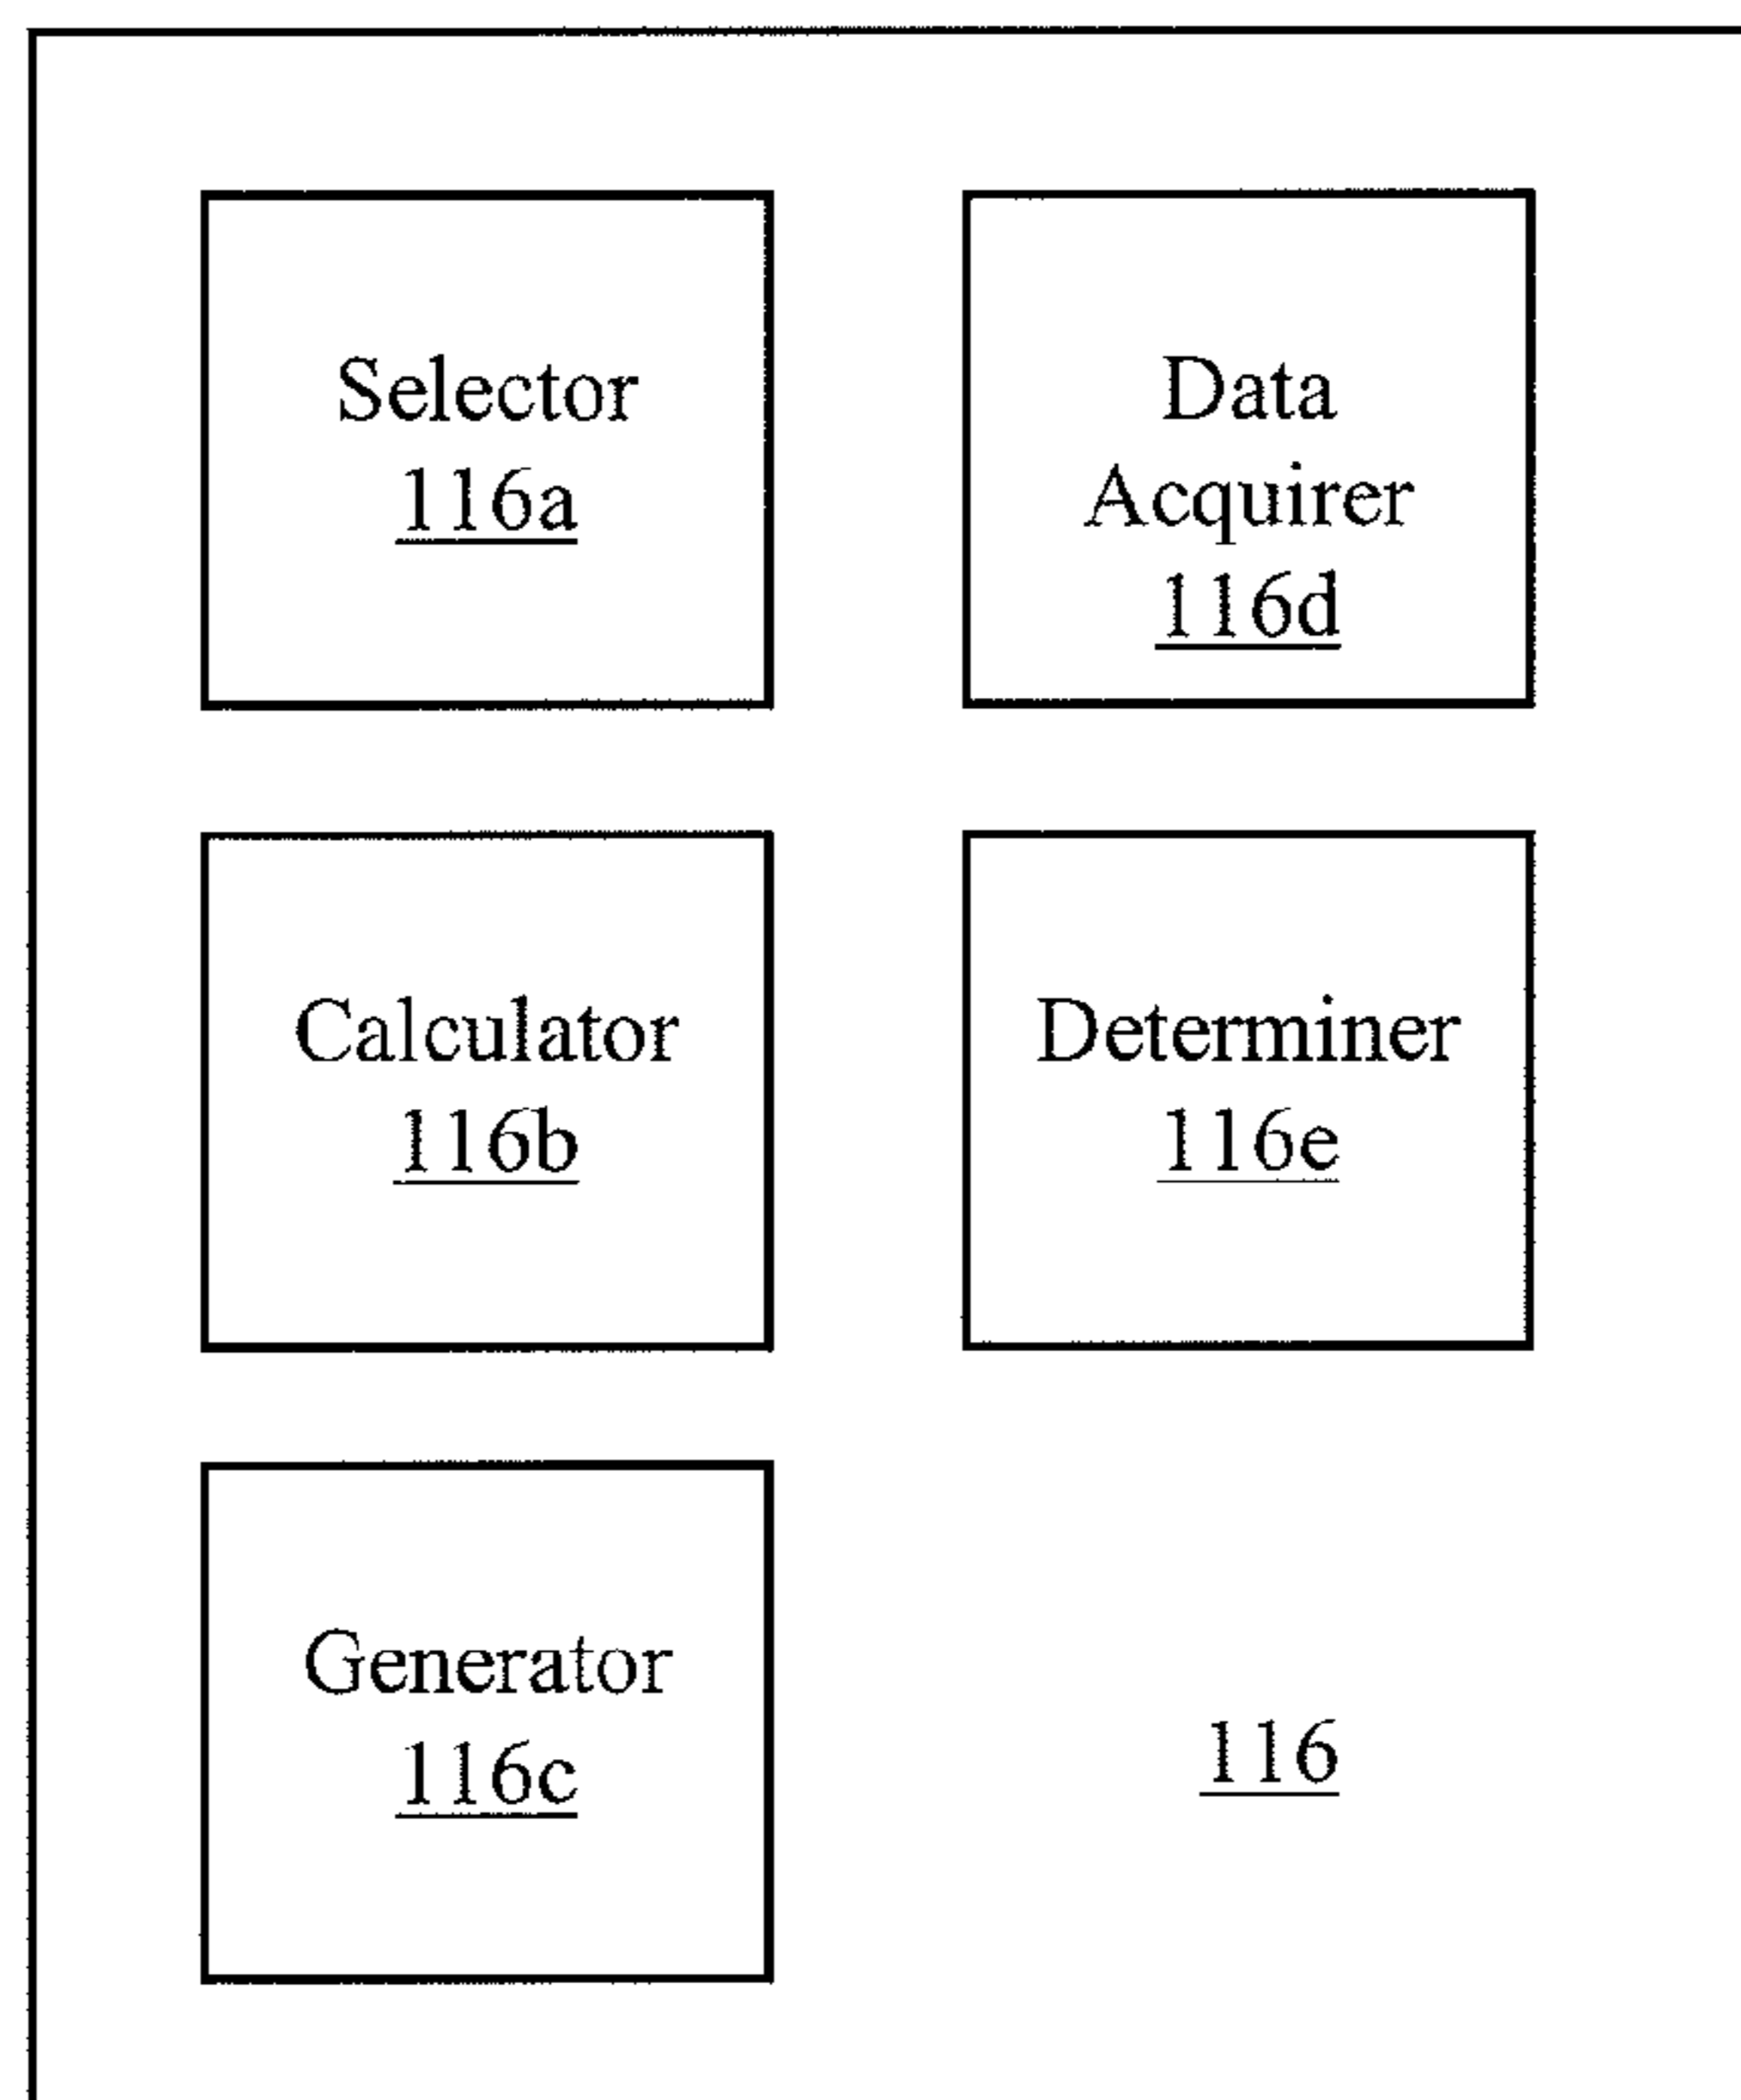 Selector
116a
Data
Acquirer
116d
Calculator
116b
Determiner
116e
Generator
116c
116